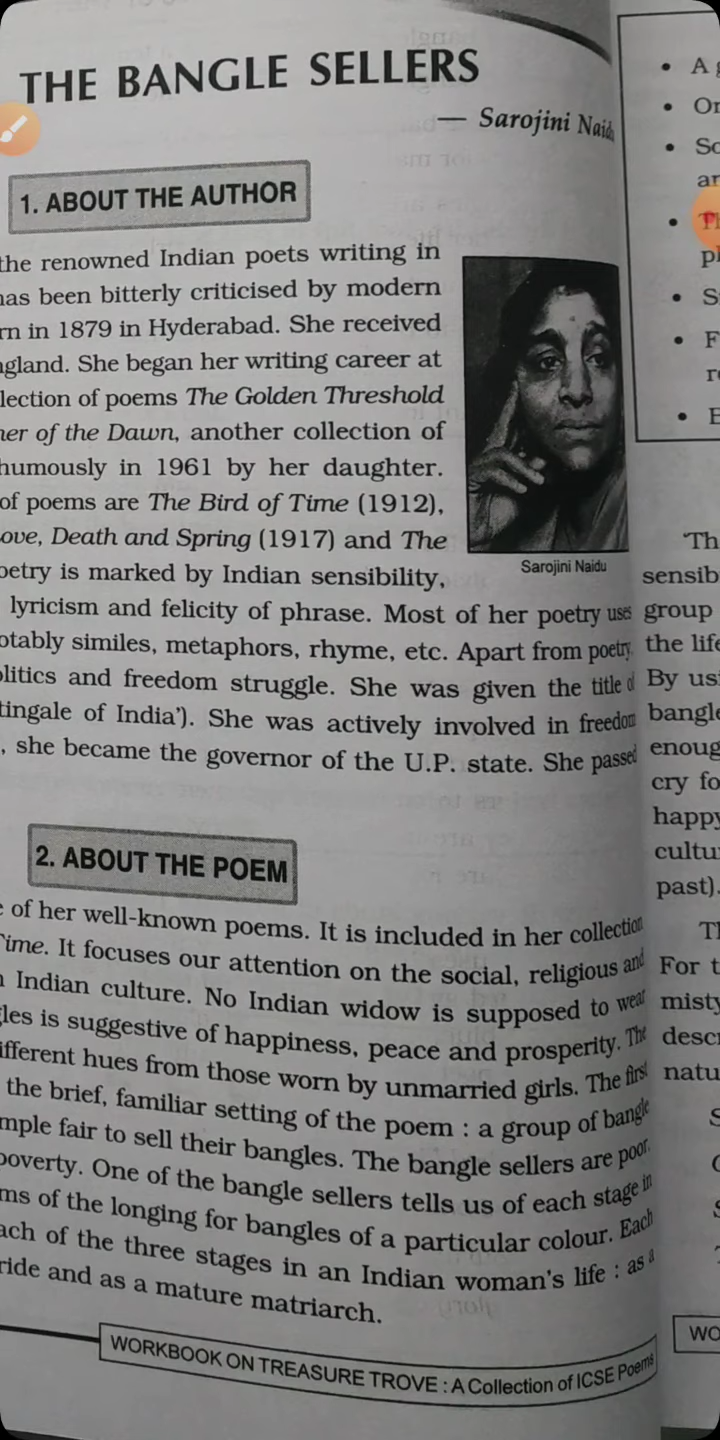 THE BANGLE SELLERS
— Sarojini
1. ABOUT THE AUTHOR
the renowned Indian poets writing in
has been bitterly criticised by modern
rn in 1879 in Hyderabad. She received
ngland. She began her writing career at
lection of poems The Golden Threshold
her of the Dawn, another collection of
humously in 1961 by her daughter.
of poems are The Bird of Time (1912),
ove, Death and Spring (1917) and The
oetry is marked by Indian sensibility,
Sarojini Naidu
lyricism and felicity of phrase. Most of her poetry uses
otably similes, metaphors, rhyme, etc. Apart from poetry,
olitics and freedom struggle. She was given the title of
tingale of India'). She was actively involved in freedom
, she became the governor of the U.P. state. She passed
2. ABOUT THE POEM
e of her well-known poems. It is included in her collection
Time. It focuses our attention on the social, religious and
n Indian culture. No Indian widow is supposed to wear
gles is suggestive of happiness, peace and prosperity. The
ifferent hues from those worn by unmarried girls. The first
the brief, familiar setting of the poem : a group of bangle
mple fair to sell their bangles. The bangle sellers are poor.
poverty. One of the bangle sellers tells us of each stage in
ms of the longing for bangles of a particular colour. Each
ach of the three stages in an Indian woman's life : as a
ride and as a mature matriarch.
WORKBOOK ON TREASURE TROVE : A Collection of ICSE Poems
A g
Or
So
ar
pl
S
F
r
E
'Th
sensib
group
the life
By us
bangle
enoug
cry fo
happy
cultu
past).
T
For t
misty
descr
natu
S
WO